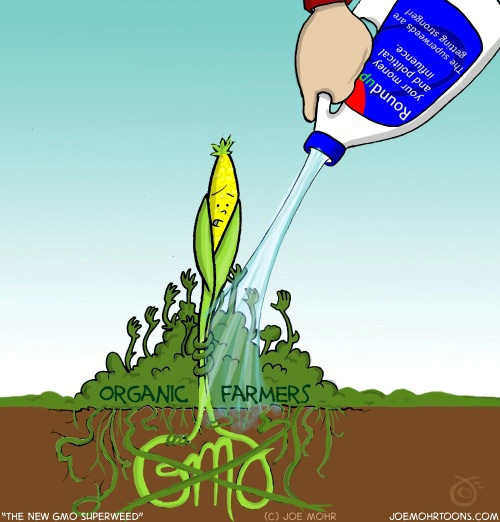 Roundup
your money
and political
influence.
The superweeds are
getting stronger!
ORGANIC FARMERS
GMO
"THE NEW GMO SUPERWEED" (C) JOE MOHR JOEMOHRTOONS.COM